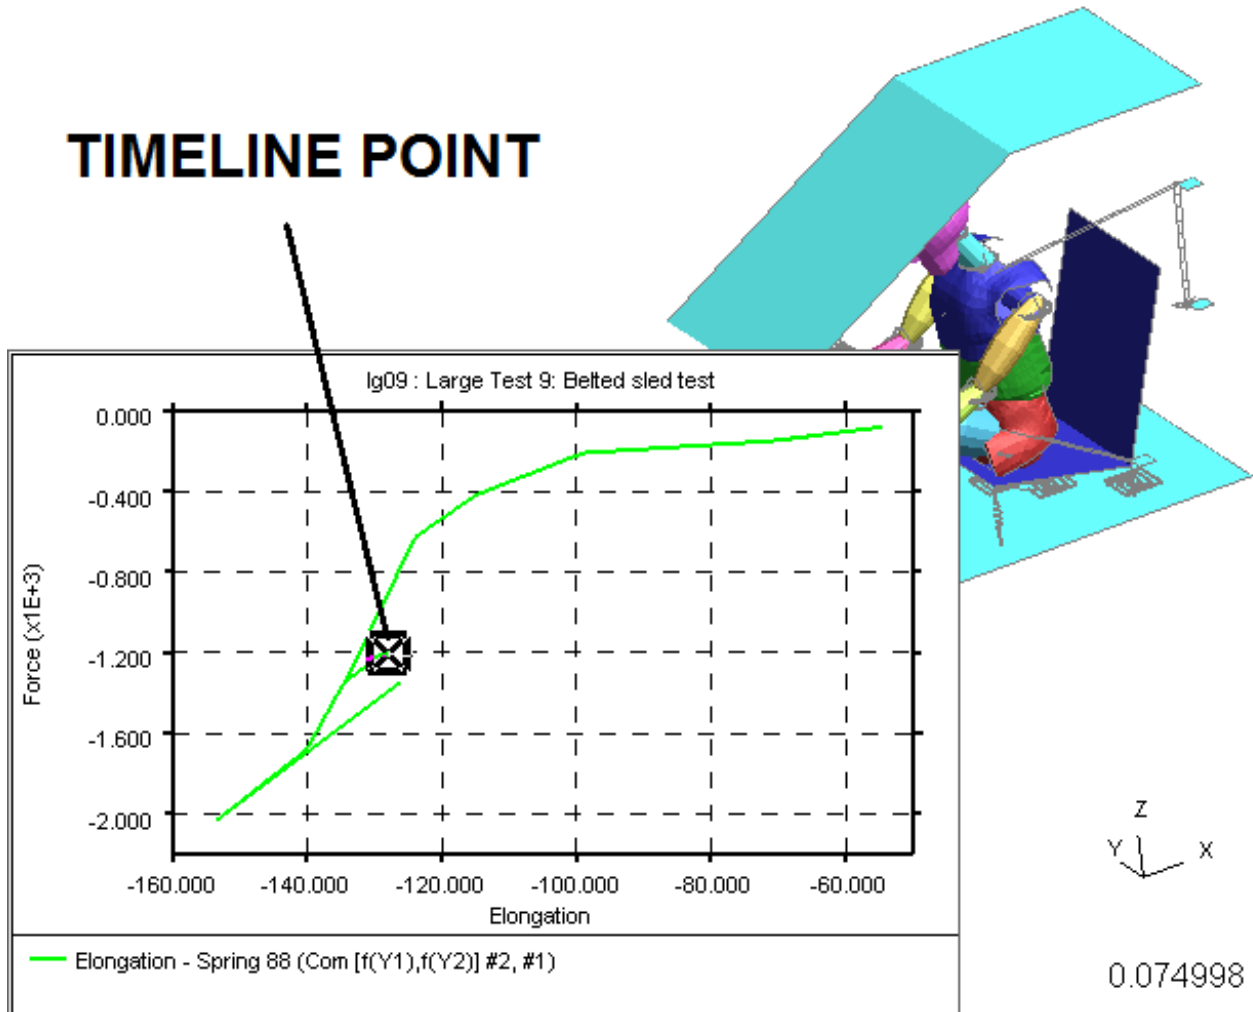 TIMELINE POINT
lg09 : Large Test 9: Belted sled test
0.000
-0.400
-0.800
-1.200
-1.600
-2.000
Force (x1E+3)
-160.000 -140.000 -120.000 -100.000 -80.000 -60.000
Elongation
Elongation - Spring 88 (Com [f(Y1),f(Y2)] #2, #1)
Z
Y X
0.074998